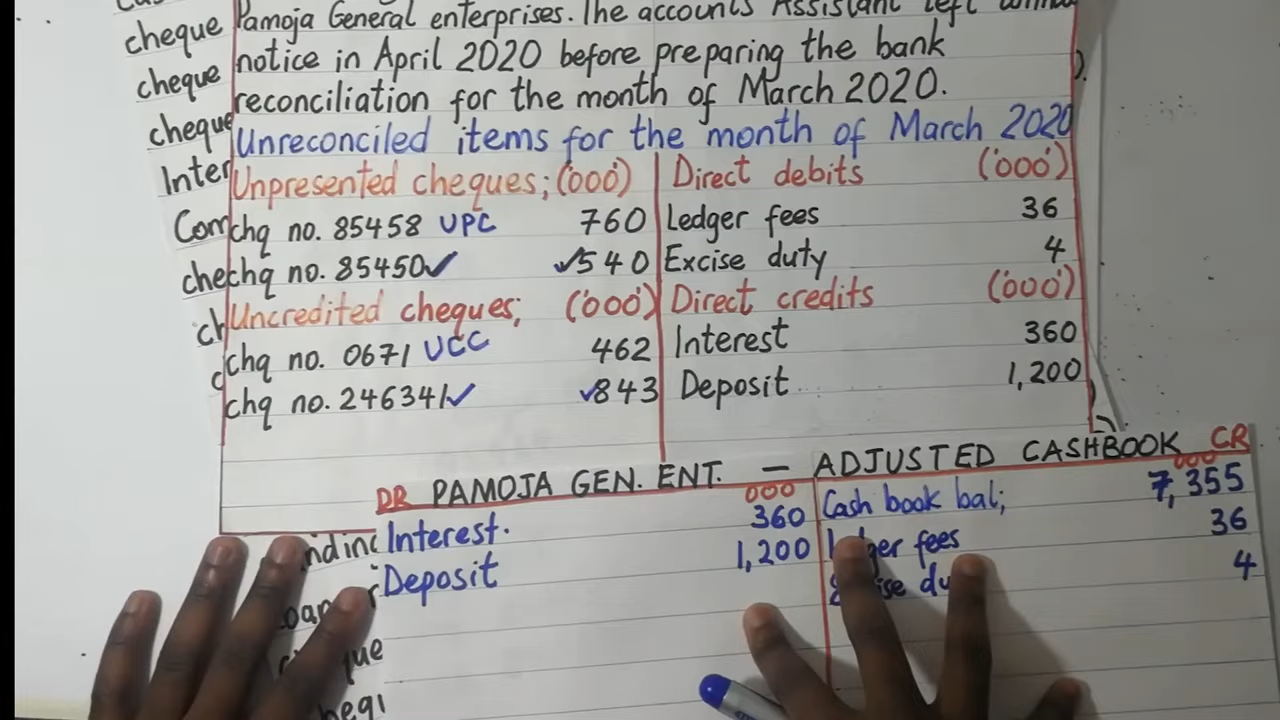 Pamoja General enterprises. The accounts Assistant left
cheque
notice in April 2020 before preparing the bank
cheque
reconciliation for the month of March 2020.
cheque
Unreconciled items for the month of March 2020
Unpresented cheques; ('000')
chq no. 85458 UPC 760
chq no. 85450✓ ✓540
Uncredited cheques; ('000')
chq no. 0671 UCC 462
chq no. 246341✓ ✓843
Direct debits ('000')
Ledger fees 36
Excise duty 4
Direct credits ('000')
Interest 360
Deposit 1,200
PAMOJA GEN. ENT. — ADJUSTED CASHBOOK
DR 000
Interest. 360
Deposit 1,200
CR 000
Cash book bal; 7,355
fees 36
4